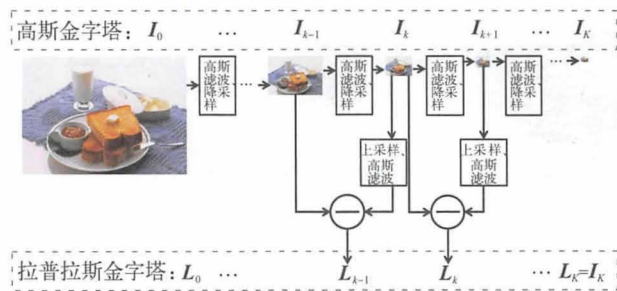 高斯金字塔: I₀ … Iₖ₋₁ Iₖ Iₖ₊₁ … I_K
高斯滤波降采样 … 高斯滤波降采样 高斯滤波降采样 高斯滤波降采样 …
上采样、高斯滤波 上采样、高斯滤波
拉普拉斯金字塔: L₀ … Lₖ₋₁ Lₖ … L_K=I_K